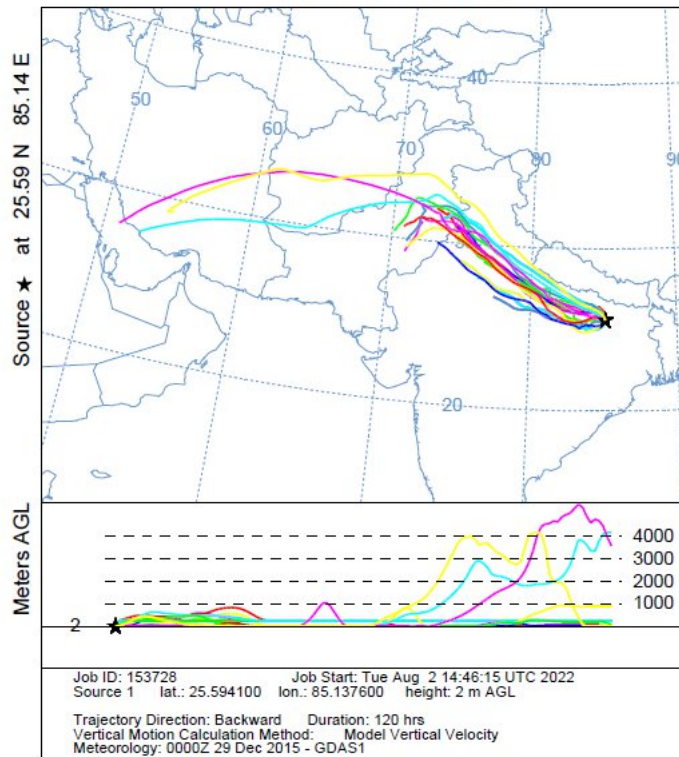 Source ★ at 25.59 N 85.14 E
50
60
70
80
90
40
20
Meters AGL
2
4000
3000
2000
1000
Job ID: 153728 Job Start: Tue Aug 2 14:46:15 UTC 2022
Source 1 lat.: 25.594100 lon.: 85.137600 height: 2 m AGL
Trajectory Direction: Backward Duration: 120 hrs
Vertical Motion Calculation Method: Model Vertical Velocity
Meteorology: 0000Z 29 Dec 2015 - GDAS1